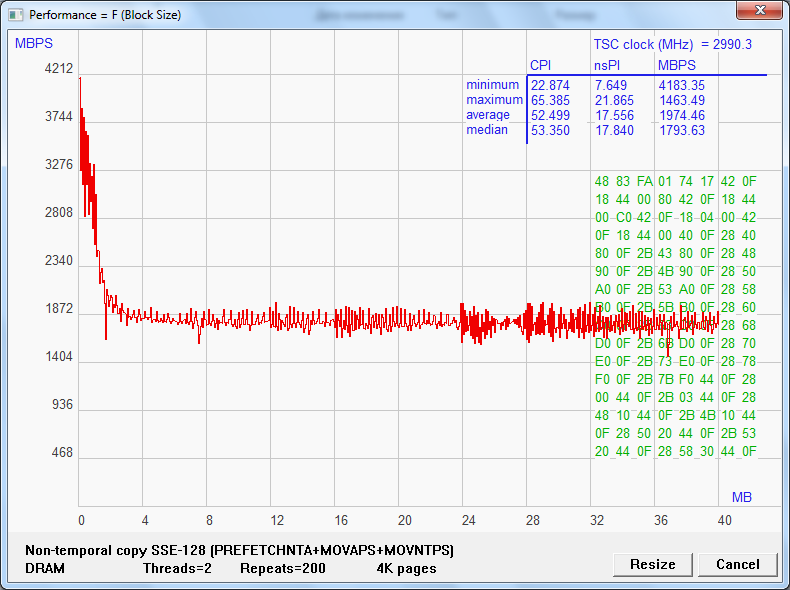 Performance = F (Block Size)
MBPS
TSC clock (MHz) = 2990.3
CPI nsPI MBPS
minimum 22.874 7.649 4183.35
maximum 65.385 21.865 1463.49
average 52.499 17.556 1974.46
median 53.350 17.840 1793.63
4212
3744
3276
2808
2340
1872
1404
936
468
48 83 FA 01 74 17 42 0F
18 44 00 80 42 0F 18 44
00 C0 42 0F 18 04 00 42
0F 18 44 00 40 0F 28 40
80 0F 2B 43 80 0F 28 48
90 0F 2B 4B 90 0F 28 50
A0 0F 2B 53 A0 0F 28 58
B0 0F 2B 5B B0 0F 28 60
28 68
D0 0F 2B 6B D0 0F 28 70
E0 0F 2B 73 E0 0F 28 78
F0 0F 2B 7B F0 44 0F 28
00 44 0F 2B 03 44 0F 28
48 10 44 0F 2B 4B 10 44
0F 28 50 20 44 0F 2B 53
20 44 0F 28 58 30 44 0F
MB
0 4 8 12 16 20 24 28 32 36 40
Non-temporal copy SSE-128 (PREFETCHNTA+MOVAPS+MOVNTPS)
DRAM Threads=2 Repeats=200 4K pages
Resize Cancel